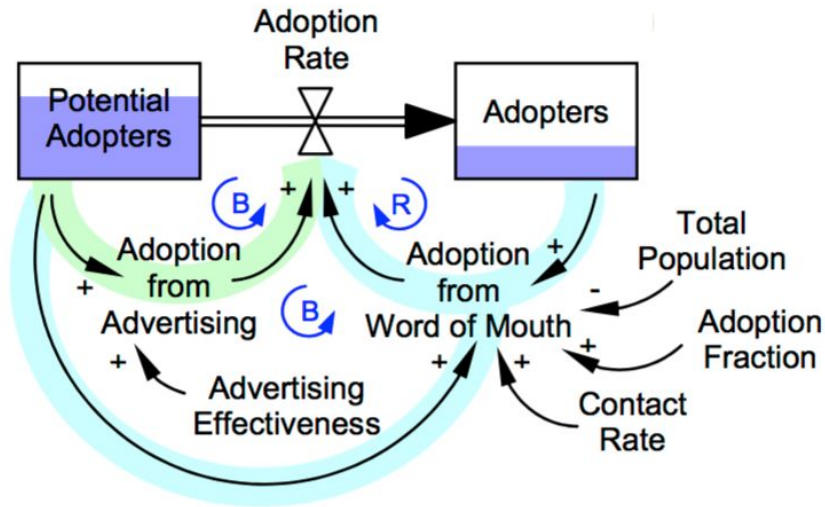 Adoption
Rate
Potential
Adopters
Adopters
B
+
+
R
Adoption
from
Advertising
+
Adoption
from
Word of Mouth
+
Total
Population
-
B
Adoption
Fraction
+
+
+
+
Advertising
Effectiveness
Contact
Rate